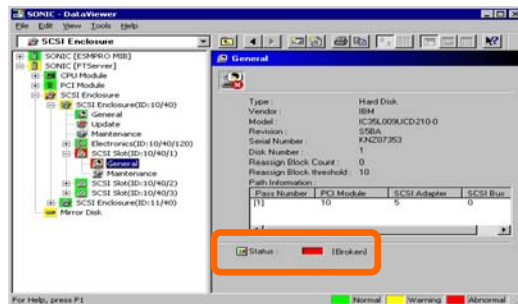 SONIC - DataViewer
File Edit View Tools Help
SCSI Enclosure
SONIC [ESMPRO MIB]
SONIC [FTServer]
CPU Module
PCI Module
SCSI Enclosure
SCSI Enclosure(ID:10/40)
General
Update
Maintenance
Electronics(ID:10/40/120)
SCSI Slot(ID:10/40/1)
General
Maintenance
SCSI Slot(ID:10/40/2)
SCSI Slot(ID:10/40/3)
SCSI Enclosure(ID:11/40)
Mirror Disk
General
Type : Hard Disk
Vendor : IBM
Model : IC35L009UCD210-0
Revision : S5BA
Serial Number : KNZ07353
Disk Number : 1
Reassign Block Count : 0
Reassign Block threshold : 10
Path Information :
Pass Number PCI Module SCSI Adapter SCSI Bus
[1] 10 5 0
Status : (Broken)
For Help, press F1
Normal Warning Abnormal